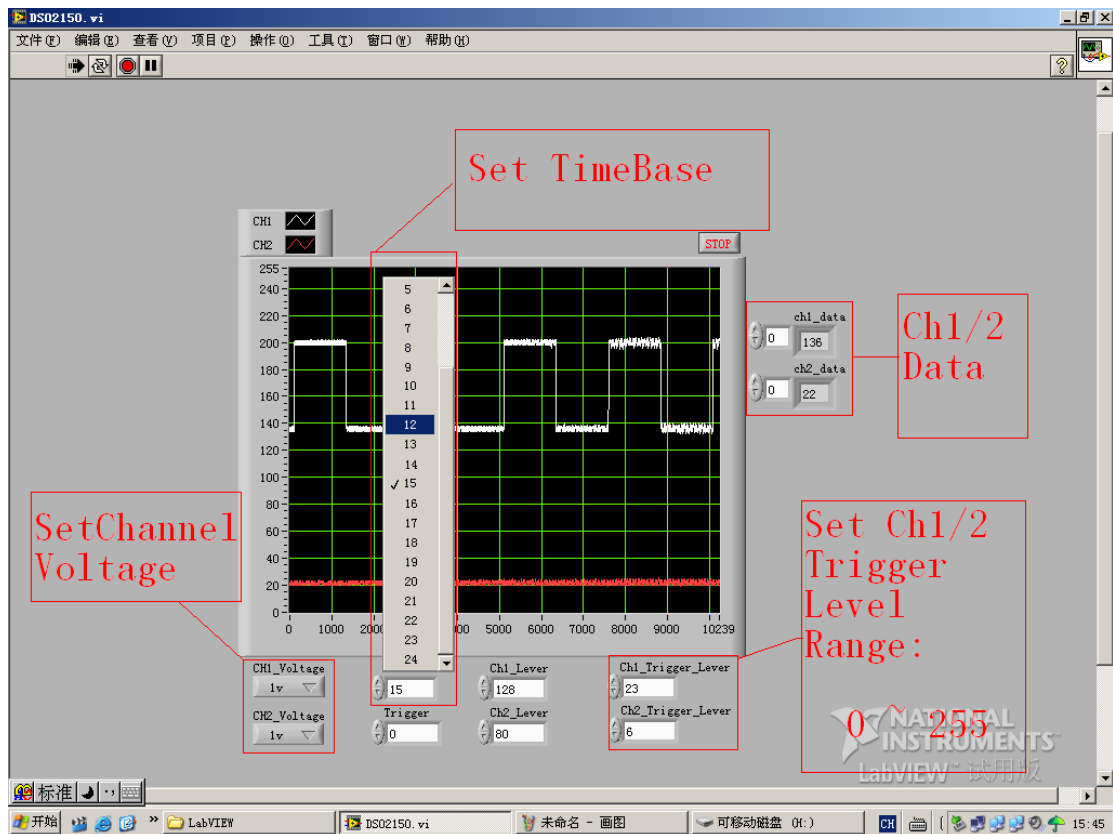 DSO2150.vi
文件(F) 编辑(E) 查看(V) 项目(P) 操作(O) 工具(T) 窗口(W) 帮助(H)
?
Set TimeBase
CH1
CH2
STOP
255
240
220
200
180
160
140
120
100
80
60
40
20
0
0 1000 2000 5000 6000 7000 8000 9000 10239
5
6
7
8
9
10
11
12
13
14
✓15
16
17
18
19
20
21
22
23
24
ch1_data
0 136
ch2_data
0 22
Ch1/2
Data
SetChannel
Voltage
Set Ch1/2
Trigger
Level
Range:
0 ~ 255
CH1_Voltage
1v
CH2_Voltage
1v
15
Trigger
0
Ch1_Lever
128
Ch2_Lever
80
Ch1_Trigger_Lever
23
Ch2_Trigger_Lever
6
NATIONAL
INSTRUMENTS
LabVIEW™ 试用版
标准
开始 » LabVIEW DSO2150.vi 未命名 - 画图 可移动磁盘 (H:) CH 15:45